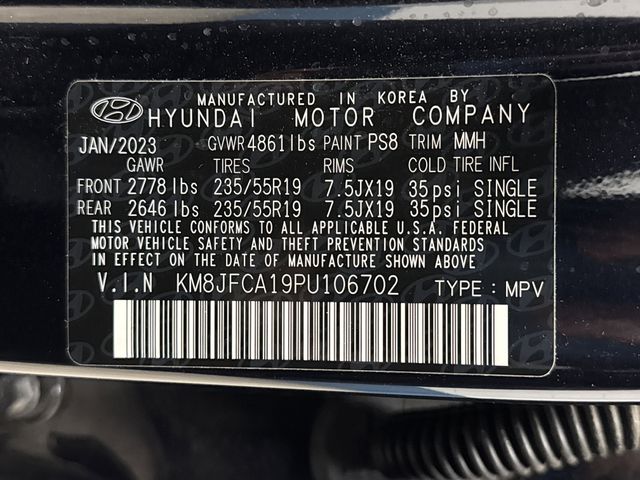 MANUFACTURED IN KOREA BY
HYUNDAI MOTOR COMPANY
JAN/2023 GVWR 4861 lbs PAINT PS8 TRIM MMH
GAWR TIRES RIMS COLD TIRE INFL
FRONT 2778 lbs 235/55R19 7.5JX19 35psi SINGLE
REAR 2646 lbs 235/55R19 7.5JX19 35psi SINGLE
THIS VEHICLE CONFORMS TO ALL APPLICABLE U.S.A. FEDERAL
MOTOR VEHICLE SAFETY AND THEFT PREVENTION STANDARDS
IN EFFECT ON THE DATE OF MANUFACTURE SHOWN ABOVE.
V.I.N KM8JFCA19PU106702 TYPE : MPV